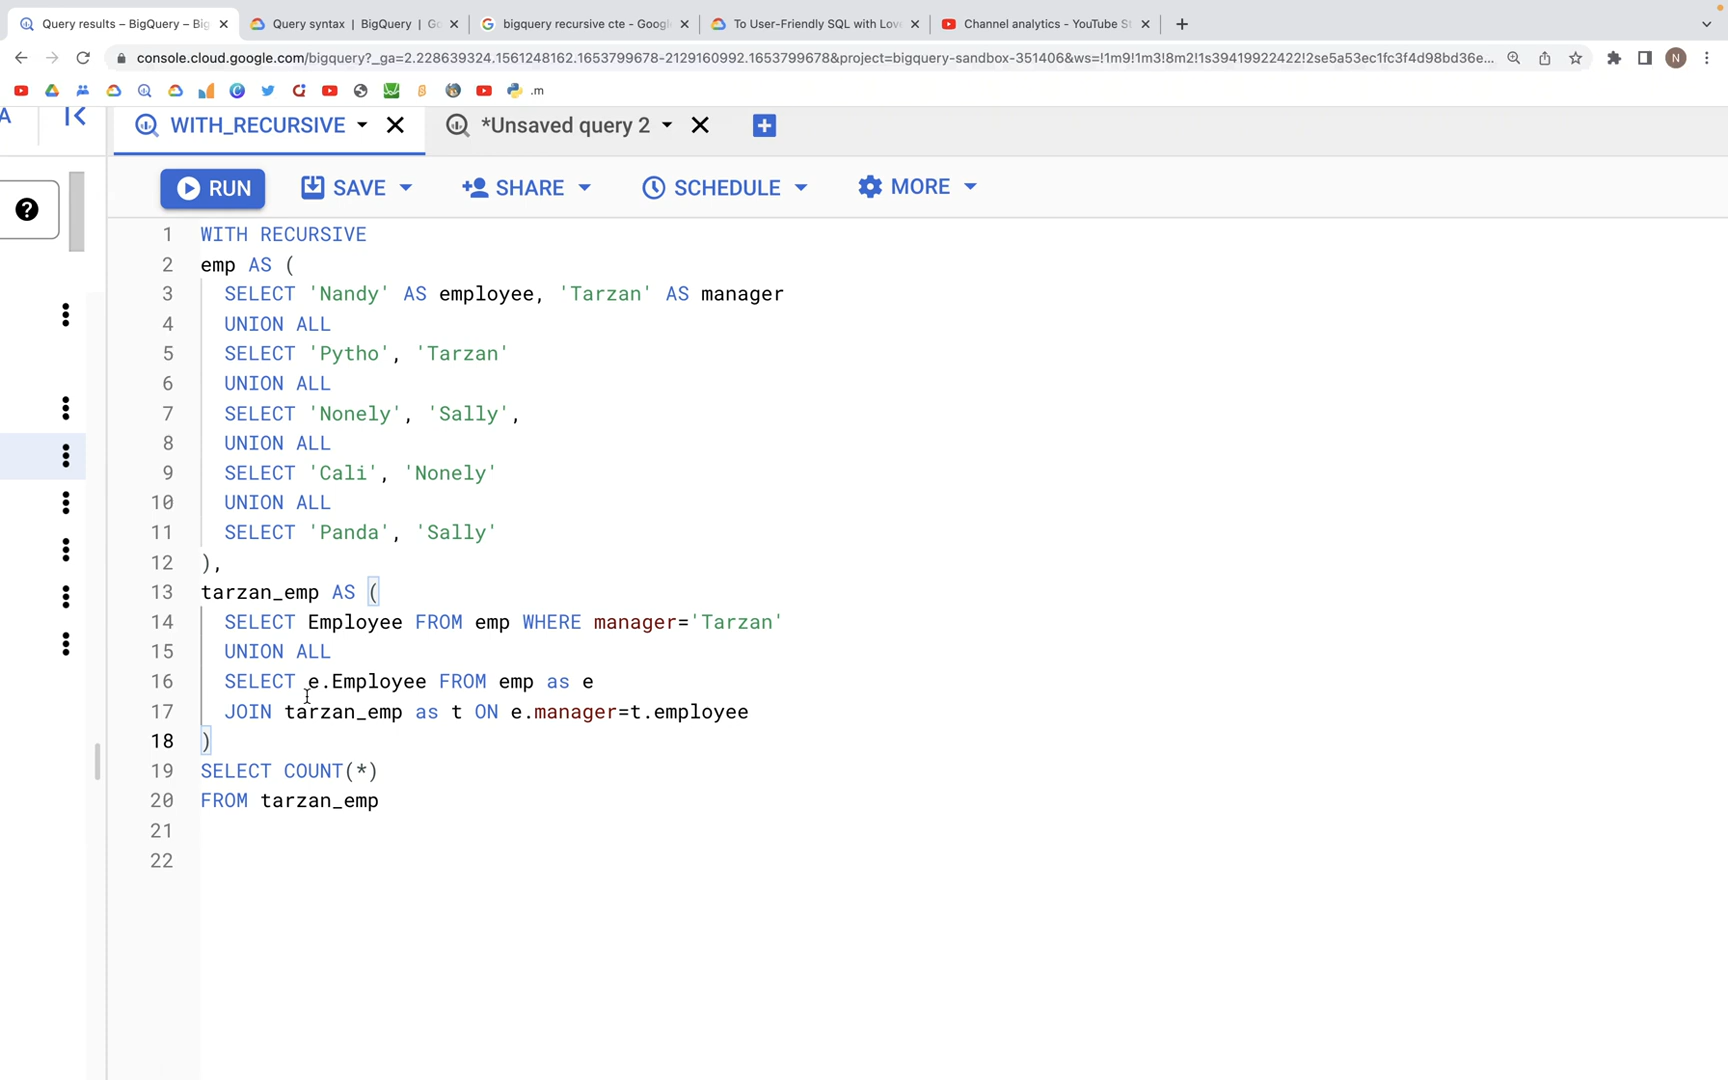 Query results – BigQuery – Big
Query syntax | BigQuery | Go
bigquery recursive cte - Google
To User-Friendly SQL with Love
Channel analytics - YouTube St
console.cloud.google.com/bigquery?_ga=2.228639324.1561248162.1653799678-2129160992.1653799678&project=bigquery-sandbox-351406&ws=!1m9!1m3!8m2!1s39419922422!2se5a53ec1fc3f4d98bd36e...
N
.m
A
WITH_RECURSIVE
*Unsaved query 2
RUN
SAVE
SHARE
SCHEDULE
MORE
1 WITH RECURSIVE
2 emp AS (
3 SELECT 'Nandy' AS employee, 'Tarzan' AS manager
4 UNION ALL
5 SELECT 'Pytho', 'Tarzan'
6 UNION ALL
7 SELECT 'Nonely', 'Sally',
8 UNION ALL
9 SELECT 'Cali', 'Nonely'
10 UNION ALL
11 SELECT 'Panda', 'Sally'
12 ),
13 tarzan_emp AS (
14 SELECT Employee FROM emp WHERE manager='Tarzan'
15 UNION ALL
16 SELECT e.Employee FROM emp as e
17 JOIN tarzan_emp as t ON e.manager=t.employee
18 )
19 SELECT COUNT(*)
20 FROM tarzan_emp
21
22